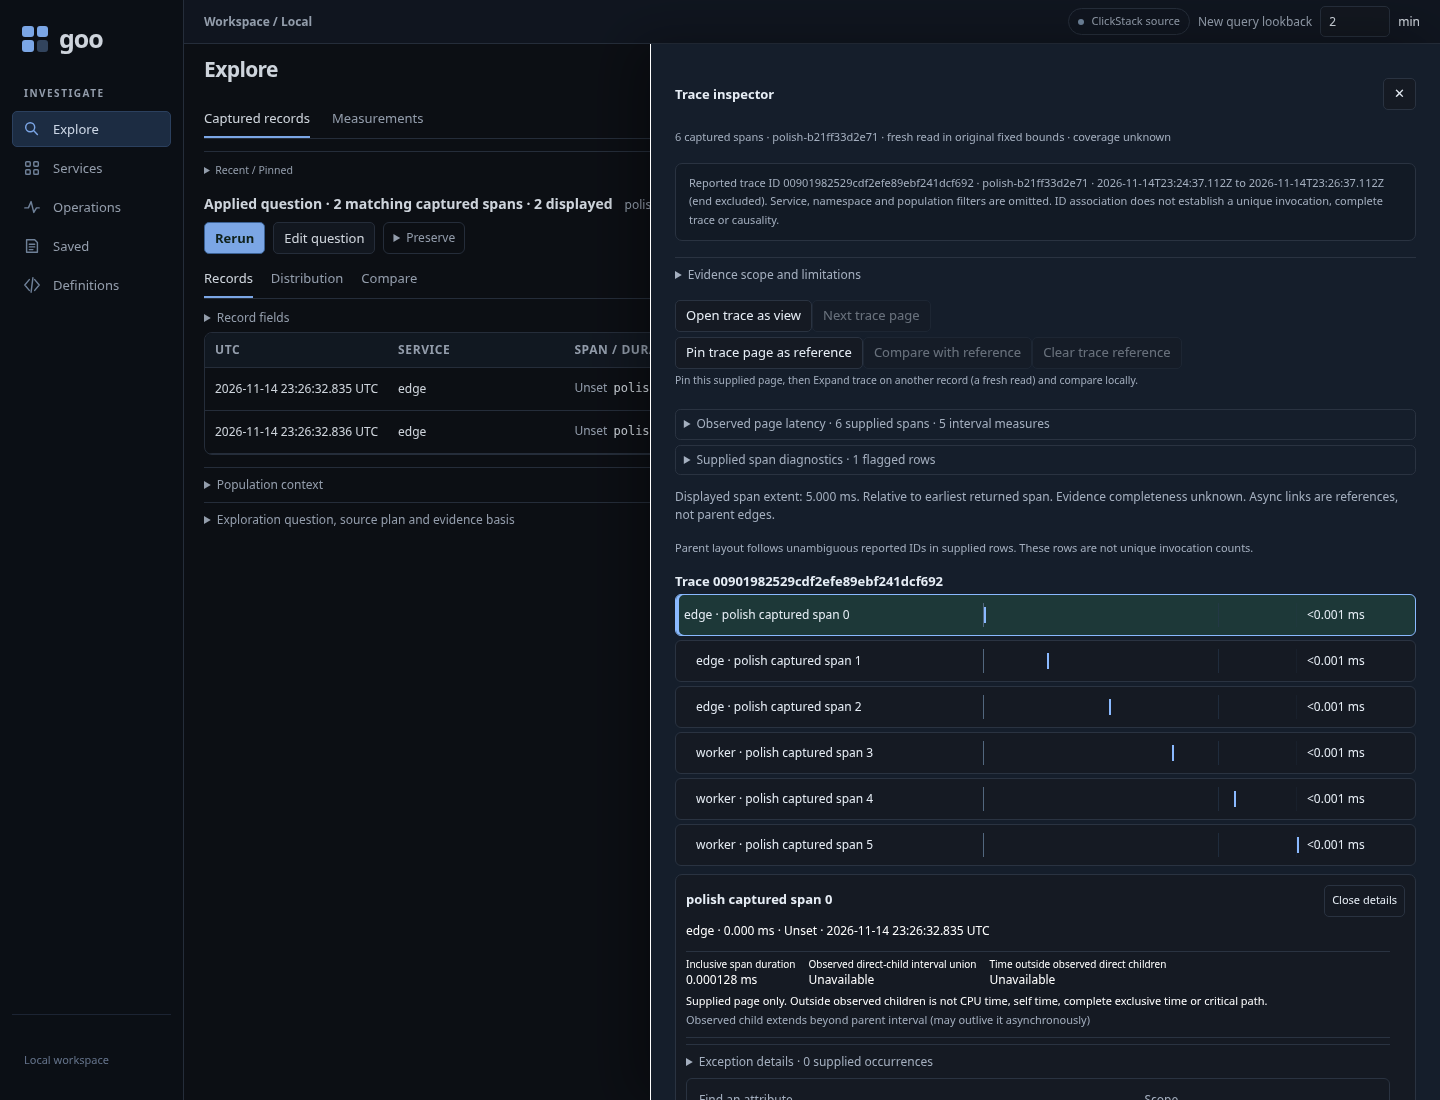 goo
INVESTIGATE
Explore
Services
Operations
Saved
Definitions
Local workspace
Workspace / Local
ClickStack source
New query lookback
2
min
Explore
Captured records
Measurements
Recent / Pinned
Applied question · 2 matching captured spans · 2 displayed
polis
Rerun
Edit question
Preserve
Records
Distribution
Compare
Record fields
UTC
SERVICE
SPAN / DUR
2026-11-14 23:26:32.835 UTC
edge
Unset polis
2026-11-14 23:26:32.836 UTC
edge
Unset polis
Population context
Exploration question, source plan and evidence basis
Trace inspector
×
6 captured spans · polish-b21ff33d2e71 · fresh read in original fixed bounds · coverage unknown
Reported trace ID 00901982529cdf2efe89ebf241dcf692 · polish-b21ff33d2e71 · 2026-11-14T23:24:37.112Z to 2026-11-14T23:26:37.112Z
(end excluded). Service, namespace and population filters are omitted. ID association does not establish a unique invocation, complete
trace or causality.
Evidence scope and limitations
Open trace as view
Next trace page
Pin trace page as reference
Compare with reference
Clear trace reference
Pin this supplied page, then Expand trace on another record (a fresh read) and compare locally.
Observed page latency · 6 supplied spans · 5 interval measures
Supplied span diagnostics · 1 flagged rows
Displayed span extent: 5.000 ms. Relative to earliest returned span. Evidence completeness unknown. Async links are references,
not parent edges.
Parent layout follows unambiguous reported IDs in supplied rows. These rows are not unique invocation counts.
Trace 00901982529cdf2efe89ebf241dcf692
edge · polish captured span 0
<0.001 ms
edge · polish captured span 1
<0.001 ms
edge · polish captured span 2
<0.001 ms
worker · polish captured span 3
<0.001 ms
worker · polish captured span 4
<0.001 ms
worker · polish captured span 5
<0.001 ms
polish captured span 0
Close details
edge · 0.000 ms · Unset · 2026-11-14 23:26:32.835 UTC
Inclusive span duration
0.000128 ms
Observed direct-child interval union
Unavailable
Time outside observed direct children
Unavailable
Supplied page only. Outside observed children is not CPU time, self time, complete exclusive time or critical path.
Observed child extends beyond parent interval (may outlive it asynchronously)
Exception details · 0 supplied occurrences
Find an attribute
Scope